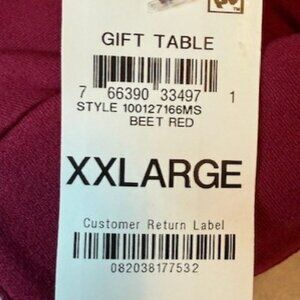 GIFT TABLE
7 66390 33497 1
STYLE 100127166MS
BEET RED
XXLARGE
Customer Return Label
082038177532